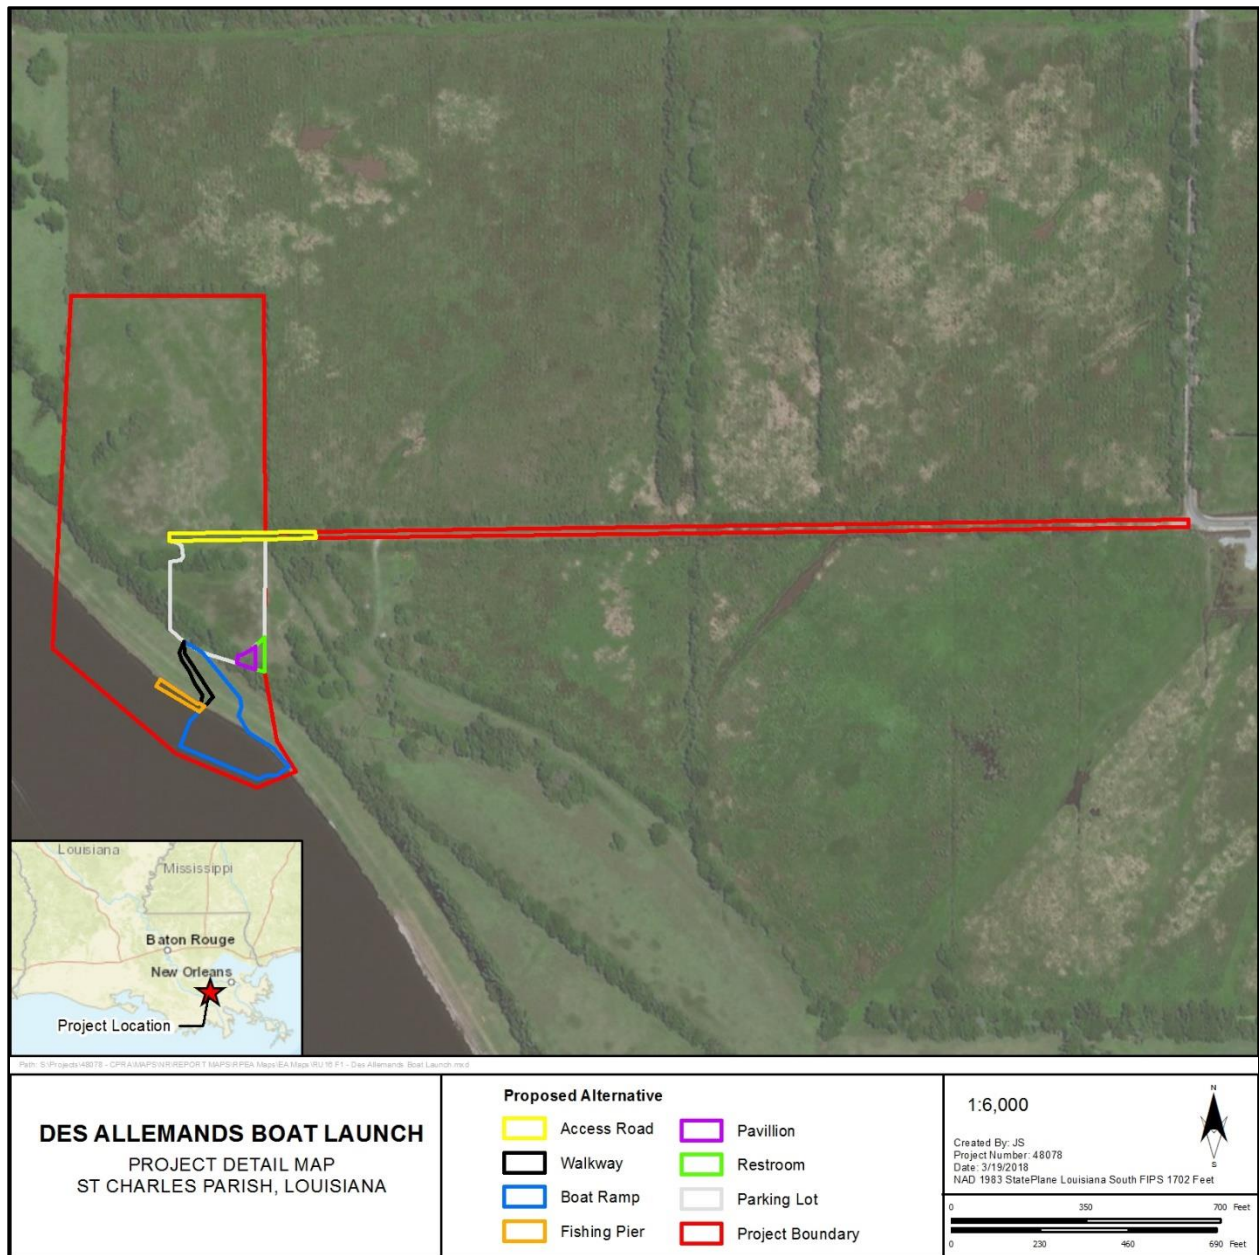 Louisiana
Mississippi
Baton Rouge
New Orleans
Project Location
DES ALLEMANDS BOAT LAUNCH
PROJECT DETAIL MAP
ST CHARLES PARISH, LOUISIANA
Proposed Alternative
Access Road
Walkway
Boat Ramp
Fishing Pier
Pavillion
Restroom
Parking Lot
Project Boundary
1:6,000
N
S
Created By: JS
Project Number: 48078
Date: 3/19/2018
NAD 1983 StatePlane Louisiana South FIPS 1702 Feet
0 350 700 Feet
0 230 460 690 Feet